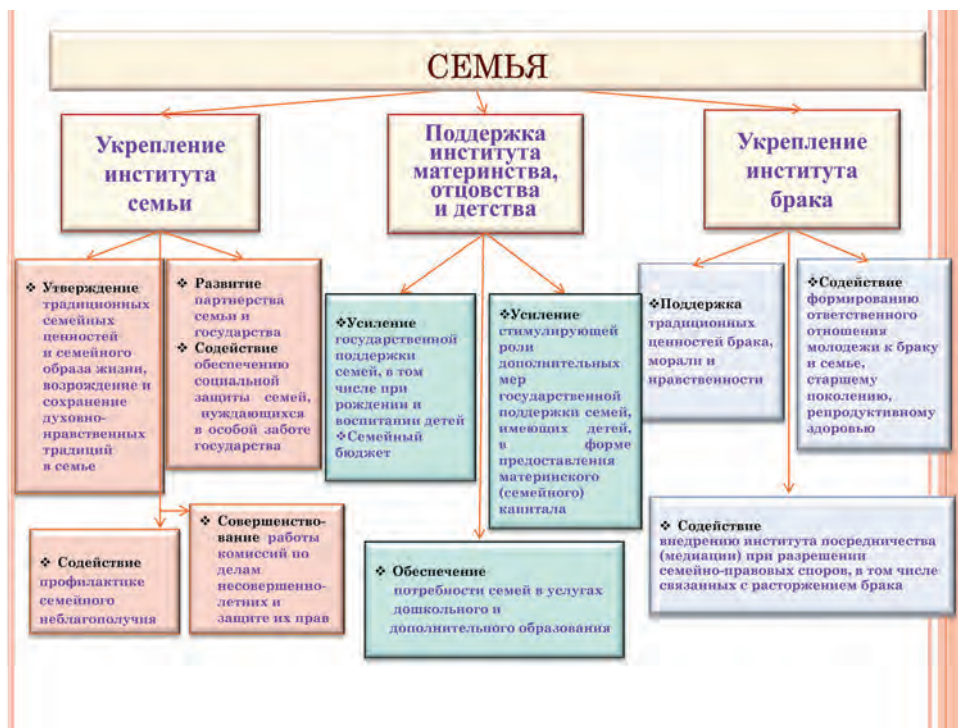 СЕМЬЯ
Укрепление
института
семьи
Поддержка
института
материнства,
отцовства
и детства
Укрепление
института
брака
❖ Утверждение
традиционных
семейных
ценностей
и семейного
образа жизни,
возрождение и
сохранение
духовно-
нравственных
традиций
в семье
❖ Развитие
партнерства
семьи и
государства
❖ Содействие
обеспечению
социальной
защиты семей,
нуждающихся
в особой заботе
государства
❖Усиление
государственной
поддержки
семей, в том
числе при
рождении и
воспитании детей
❖Семейный
бюджет
❖Усиление
стимулирующей
роли
дополнительных
мер
государственной
поддержки семей,
имеющих детей,
в форме
предоставления
материнского
(семейного)
капитала
❖Поддержка
традиционных
ценностей брака,
морали и
нравственности
❖Содействие
формированию
ответственного
отношения
молодежи к браку
и семье,
старшему
поколению,
репродуктивному
здоровью
❖ Содействие
профилактике
семейного
неблагополучия
❖ Совершенство-
вание работы
комиссий по
делам
несовершенно-
летних и
защите их прав
❖ Обеспечение
потребности семей в услугах
дошкольного и
дополнительного образования
❖ Содействие
внедрению института посредничества
(медиации) при разрешении
семейно-правовых споров, в том числе
связанных с расторжением брака